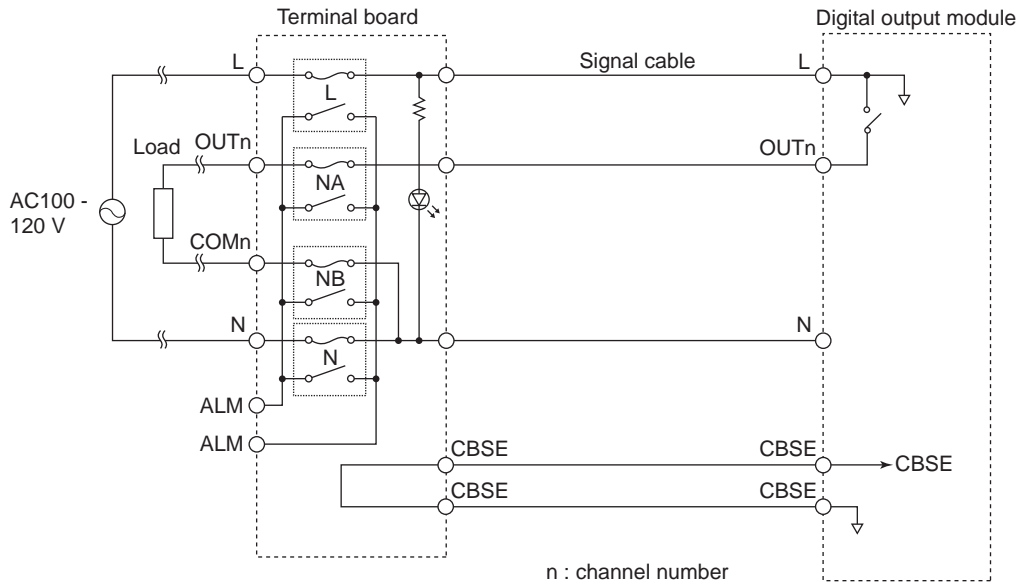 Terminal board
Digital output module
L
Signal cable
L
L
Load
OUTn
OUTn
NA
AC100 -
120 V
COMn
NB
N
N
N
ALM
ALM
CBSE
CBSE
CBSE
CBSE
CBSE
n : channel number